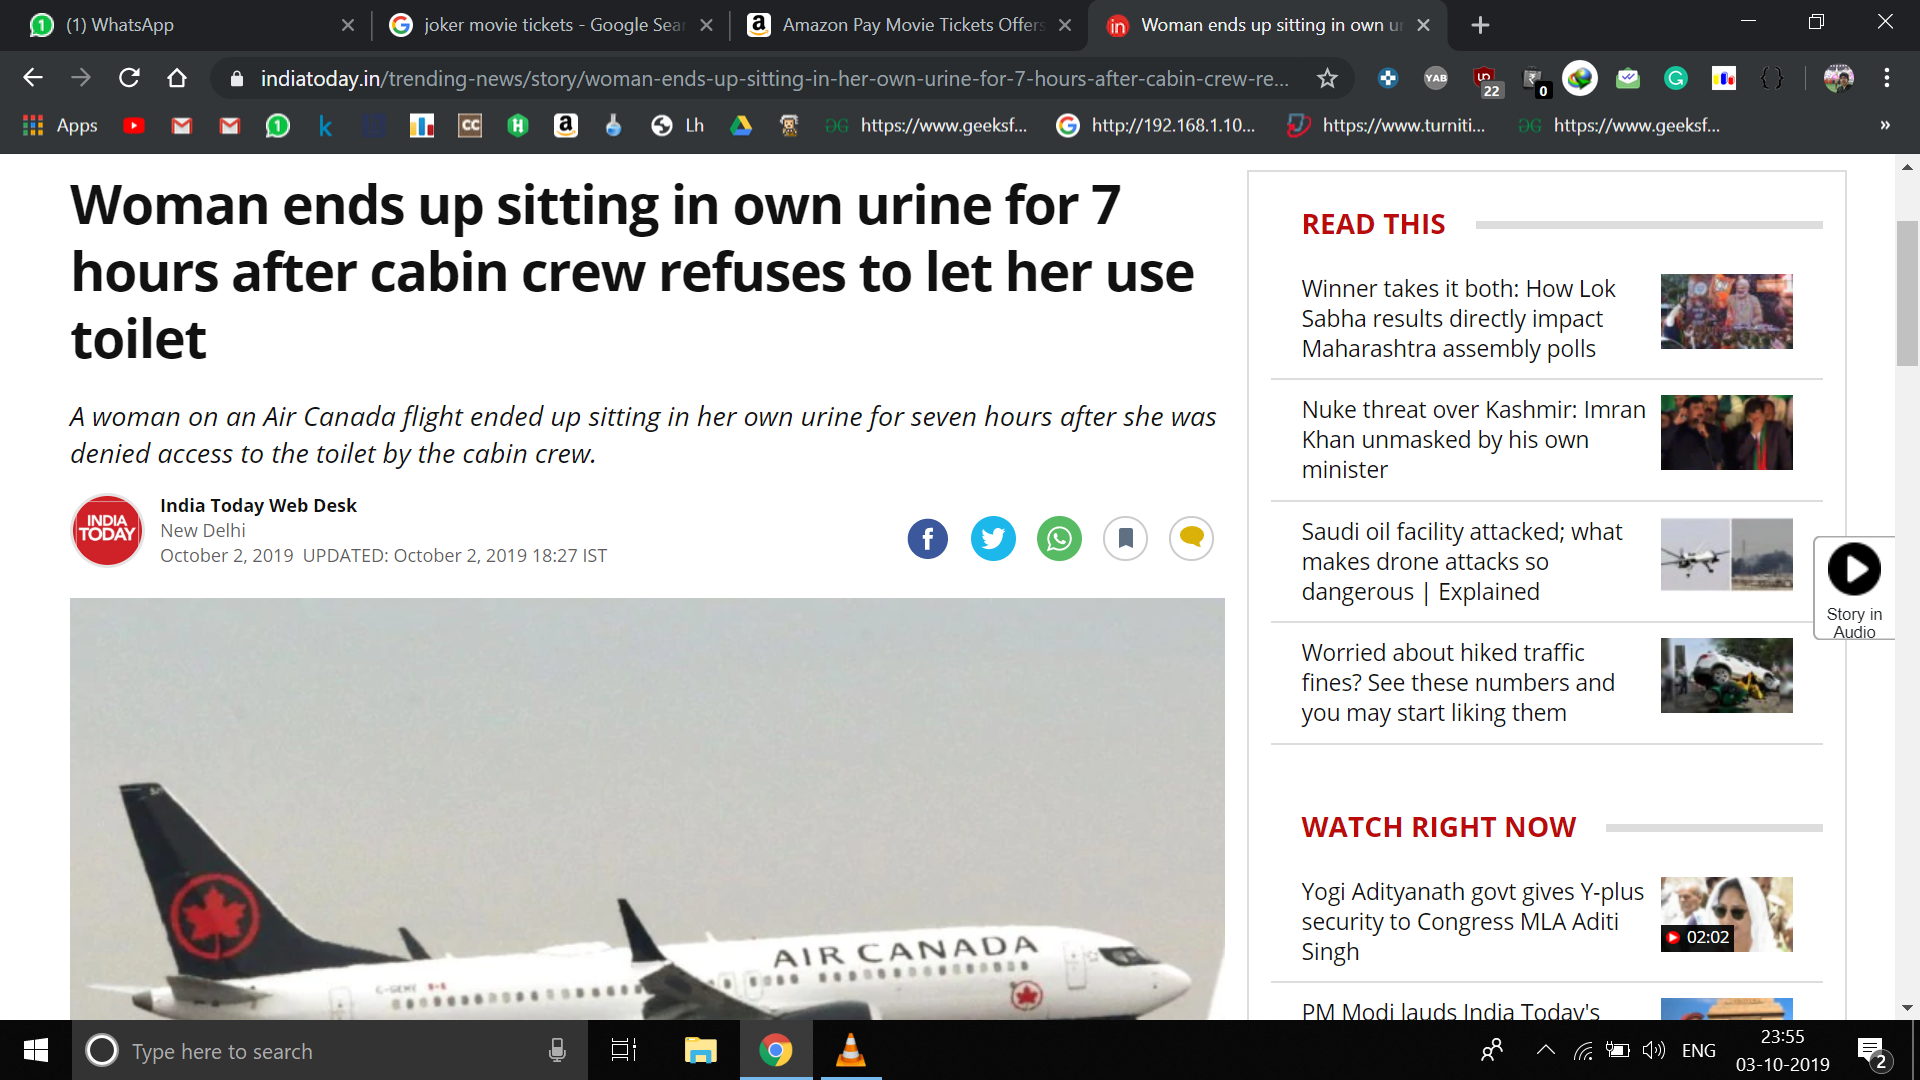 (1) WhatsApp
joker movie tickets - Google Sear
Amazon Pay Movie Tickets Offers
Woman ends up sitting in own ur
indiatoday.in/trending-news/story/woman-ends-up-sitting-in-her-own-urine-for-7-hours-after-cabin-crew-re...
YAB
22
0
Apps
Lh
https://www.geeksf...
http://192.168.1.10...
https://www.turniti...
https://www.geeksf...
Woman ends up sitting in own urine for 7
hours after cabin crew refuses to let her use
toilet
A woman on an Air Canada flight ended up sitting in her own urine for seven hours after she was
denied access to the toilet by the cabin crew.
INDIA
TODAY
India Today Web Desk
New Delhi
October 2, 2019 UPDATED: October 2, 2019 18:27 IST
AIR CANADA
READ THIS
Winner takes it both: How Lok
Sabha results directly impact
Maharashtra assembly polls
Nuke threat over Kashmir: Imran
Khan unmasked by his own
minister
Saudi oil facility attacked; what
makes drone attacks so
dangerous | Explained
Worried about hiked traffic
fines? See these numbers and
you may start liking them
Story in
Audio
WATCH RIGHT NOW
Yogi Adityanath govt gives Y-plus
security to Congress MLA Aditi
Singh
02:02
PM Modi lauds India Today's
Type here to search
ENG
23:55
03-10-2019
2